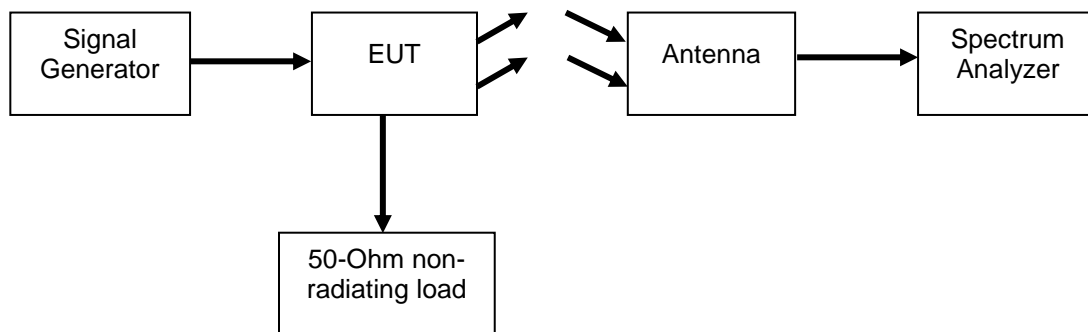 Signal
Generator
EUT
Antenna
Spectrum
Analyzer
50-Ohm non-
radiating load